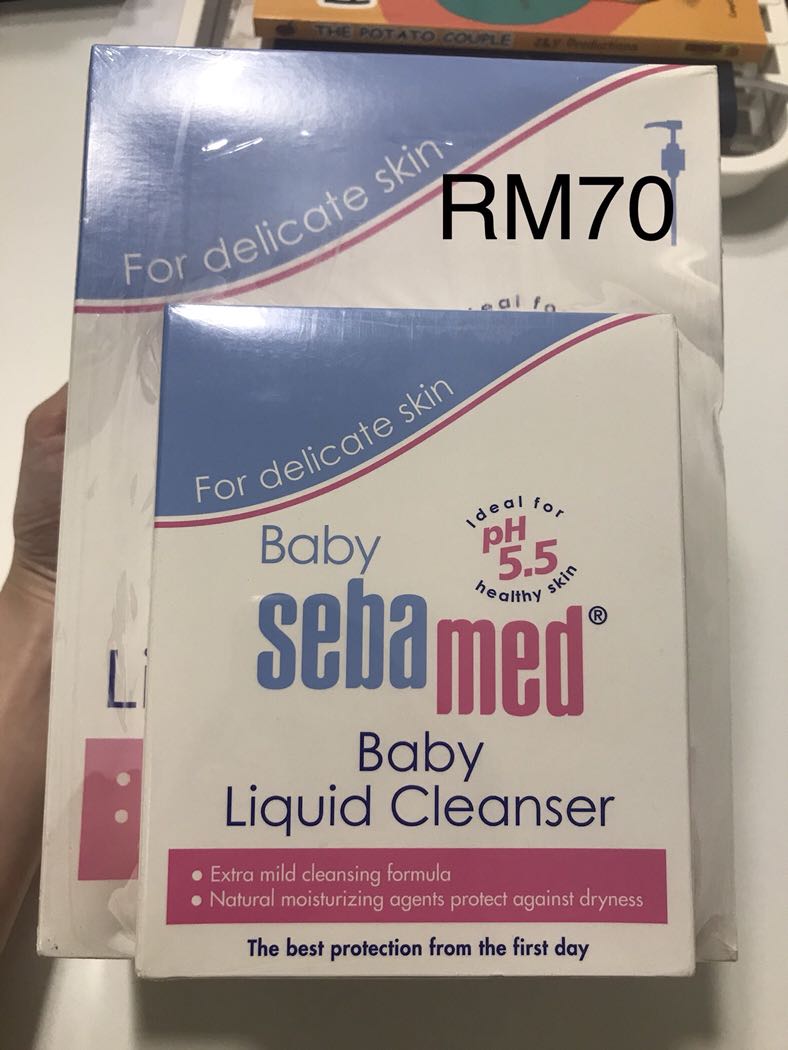 THE POTATO COUPLE J&V Productions
For delicate skin
RM70
For delicate skin
Baby
sebamed®
Ideal for
pH
5.5
healthy skin
Baby
Liquid Cleanser
• Extra mild cleansing formula
• Natural moisturizing agents protect against dryness
The best protection from the first day